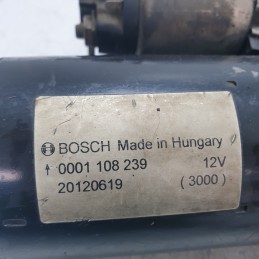 BOSCH Made in Hungary
↑ 0001 108 239 12V
20120619 (3000)